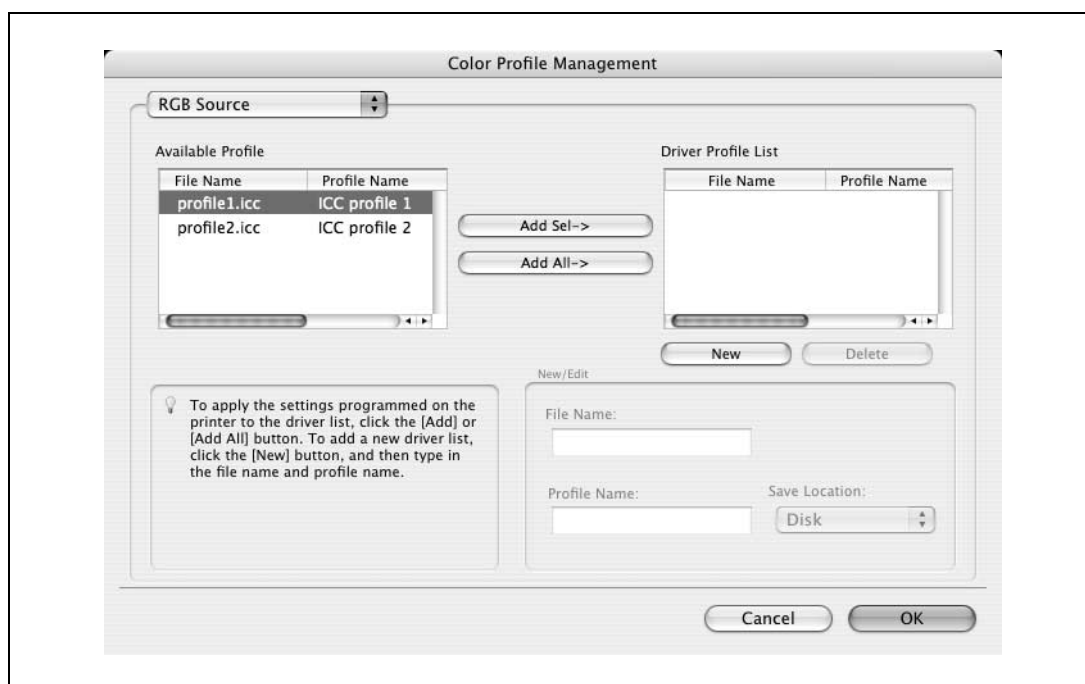 Color Profile Management
RGB Source
Available Profile
File Name Profile Name
profile1.icc ICC profile 1
profile2.icc ICC profile 2
Add Sel->
Add All->
Driver Profile List
File Name Profile Name
New Delete
To apply the settings programmed on the
printer to the driver list, click the [Add] or
[Add All] button. To add a new driver list,
click the [New] button, and then type in
the file name and profile name.
New/Edit
File Name:
Profile Name:
Save Location:
Disk
Cancel OK